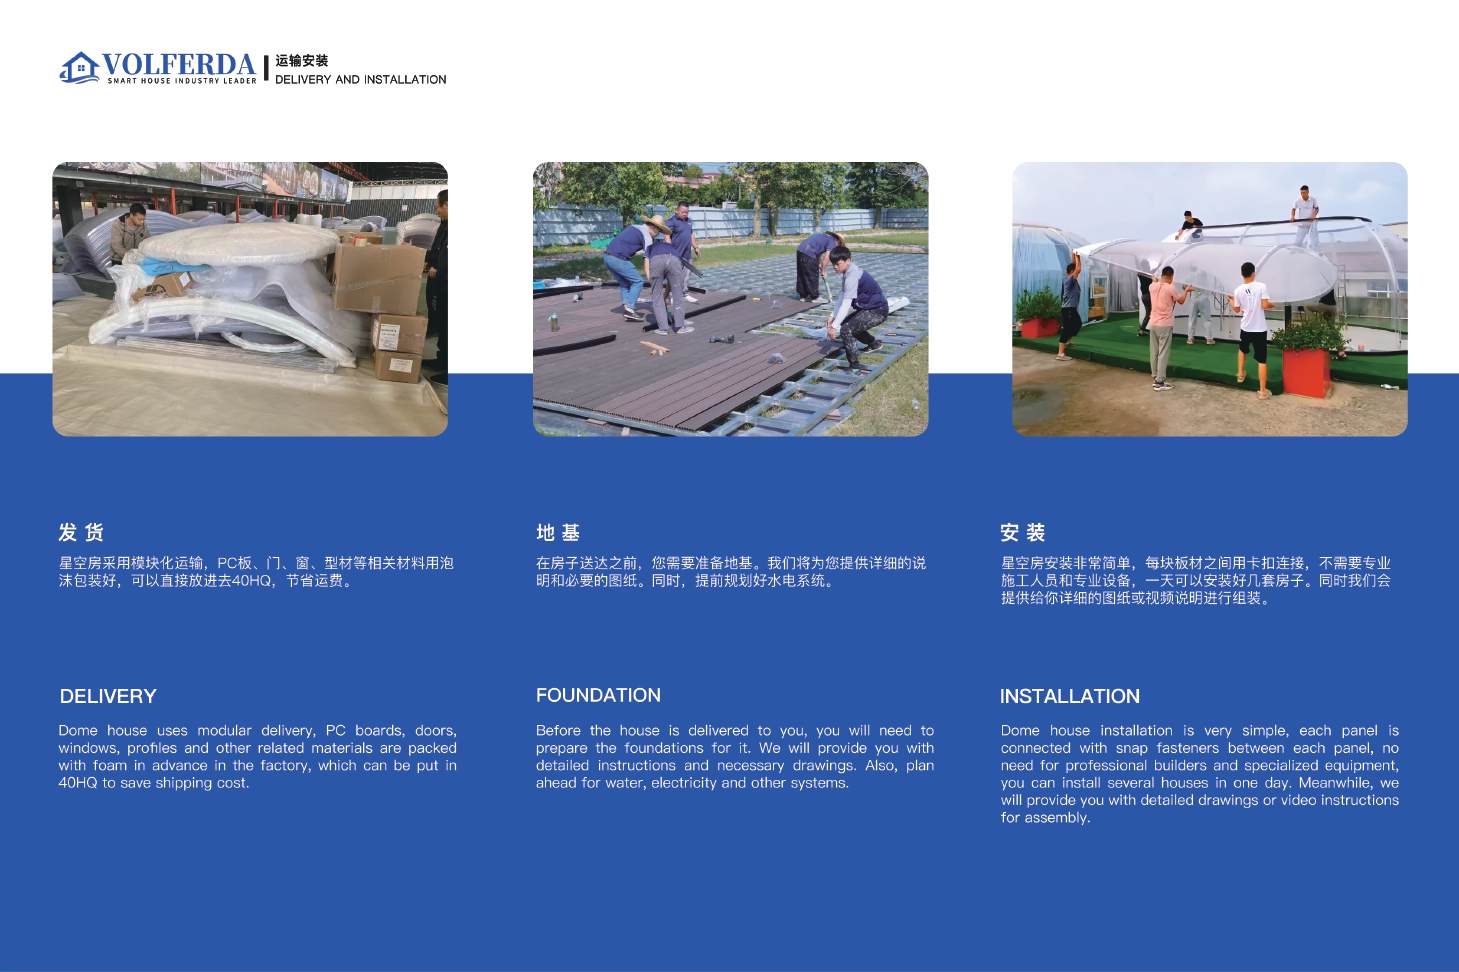 VOLFERDA
SMART HOUSE INDUSTRY LEADER
运输安装
DELIVERY AND INSTALLATION
发货
星空房采用模块化运输，PC板、门、窗、型材等相关材料用泡
沫包装好，可以直接放进去40HQ，节省运费。
DELIVERY
Dome house uses modular delivery, PC boards, doors,
windows, profiles and other related materials are packed
with foam in advance in the factory, which can be put in
40HQ to save shipping cost.
地基
在房子送达之前，您需要准备地基。我们将为您提供详细的说
明和必要的图纸。同时，提前规划好水电系统。
FOUNDATION
Before the house is delivered to you, you will need to
prepare the foundations for it. We will provide you with
detailed instructions and necessary drawings. Also, plan
ahead for water, electricity and other systems.
安装
星空房安装非常简单，每块板材之间用卡扣连接，不需要专业
施工人员和专业设备，一天可以安装好几套房子。同时我们会
提供给你详细的图纸或视频说明进行组装。
INSTALLATION
Dome house installation is very simple, each panel is
connected with snap fasteners between each panel, no
need for professional builders and specialized equipment,
you can install several houses in one day. Meanwhile, we
will provide you with detailed drawings or video instructions
for assembly.